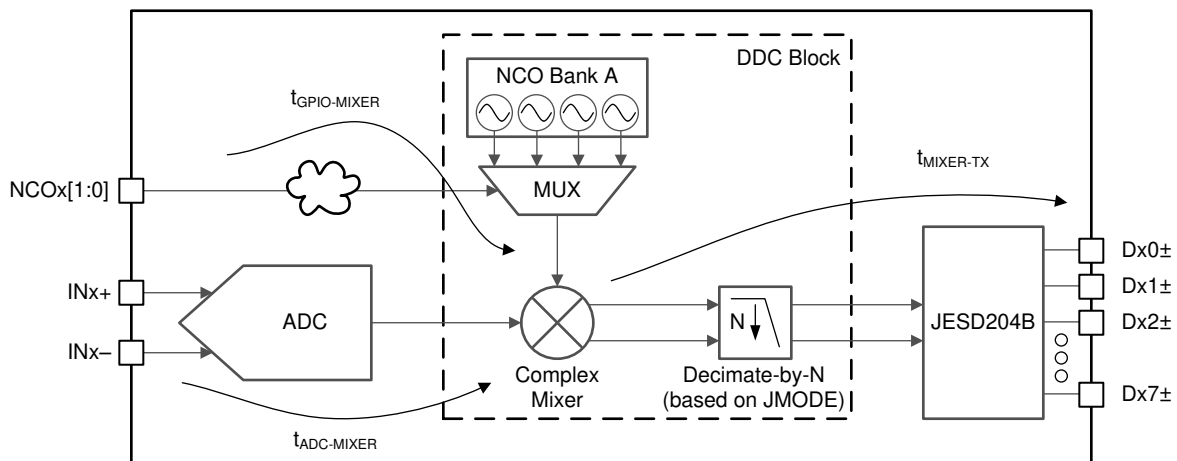 DDC Block
NCO Bank A
tGPIO-MIXER
tMIXER-TX
NCOx[1:0]
MUX
Dx0±
INx+
Dx1±
ADC
N
JESD204B
Dx2±
INx–
Complex
Mixer
Decimate-by-N
(based on JMODE)
Dx7±
tADC-MIXER